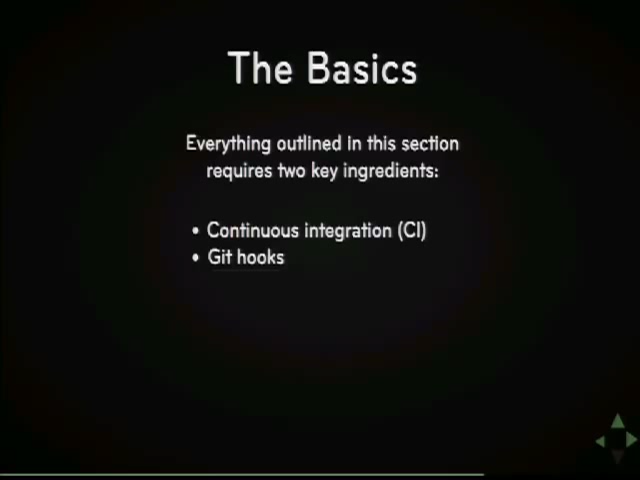 The Basics
Everything outlined in this section
requires two key ingredients:
• Continuous integration (CI)
• Git hooks